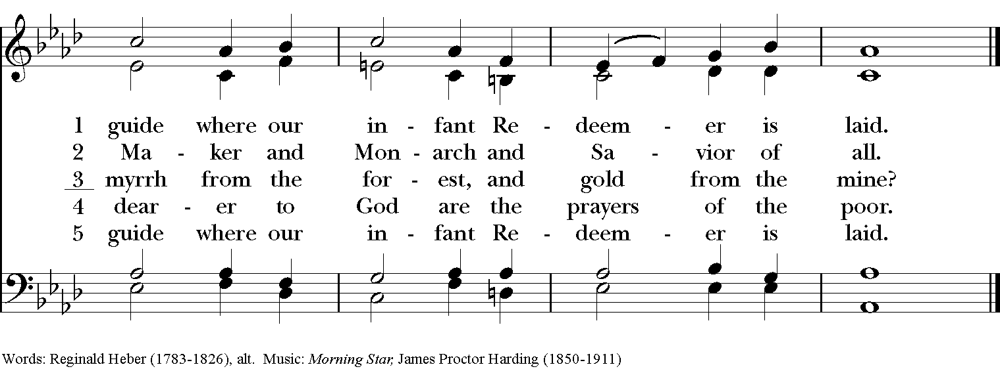 1 guide where our in - fant Re - deem - er is laid.
2 Ma - ker and Mon - arch and Sa - vior of all.
3 myrrh from the for - est, and gold from the mine?
4 dear - er to God are the prayers of the poor.
5 guide where our in - fant Re - deem - er is laid.
Words: Reginald Heber (1783-1826), alt. Music: Morning Star, James Proctor Harding (1850-1911)